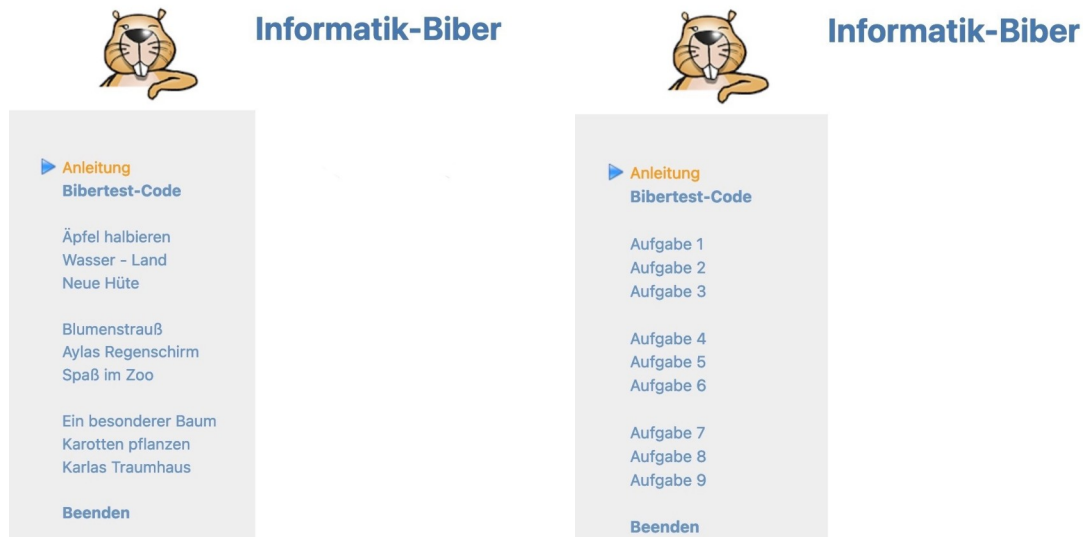 Informatik-Biber
Anleitung
Bibertest-Code
Äpfel halbieren
Wasser - Land
Neue Hüte
Blumenstrauß
Aylas Regenschirm
Spaß im Zoo
Ein besonderer Baum
Karotten pflanzen
Karlas Traumhaus
Beenden
Informatik-Biber
Anleitung
Bibertest-Code
Aufgabe 1
Aufgabe 2
Aufgabe 3
Aufgabe 4
Aufgabe 5
Aufgabe 6
Aufgabe 7
Aufgabe 8
Aufgabe 9
Beenden